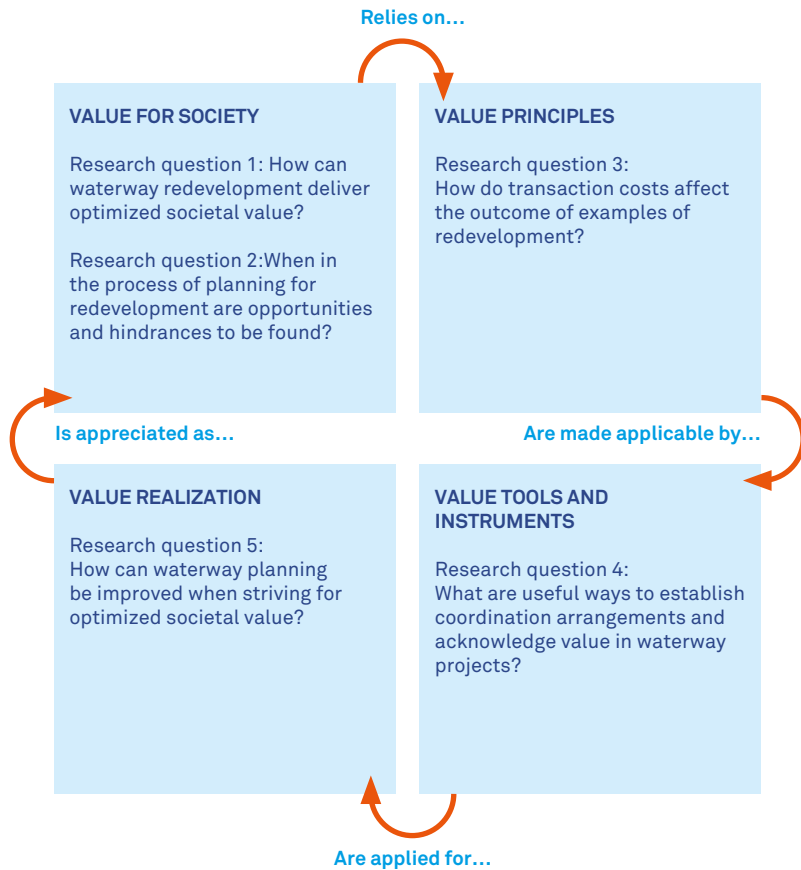 Relies on...
VALUE FOR SOCIETY
Research question 1: How can
waterway redevelopment deliver
optimized societal value?
Research question 2:When in
the process of planning for
redevelopment are opportunities
and hindrances to be found?
VALUE PRINCIPLES
Research question 3:
How do transaction costs affect
the outcome of examples of
redevelopment?
Is appreciated as...
Are made applicable by...
VALUE REALIZATION
Research question 5:
How can waterway planning
be improved when striving for
optimized societal value?
VALUE TOOLS AND
INSTRUMENTS
Research question 4:
What are useful ways to establish
coordination arrangements and
acknowledge value in waterway
projects?
Are applied for...